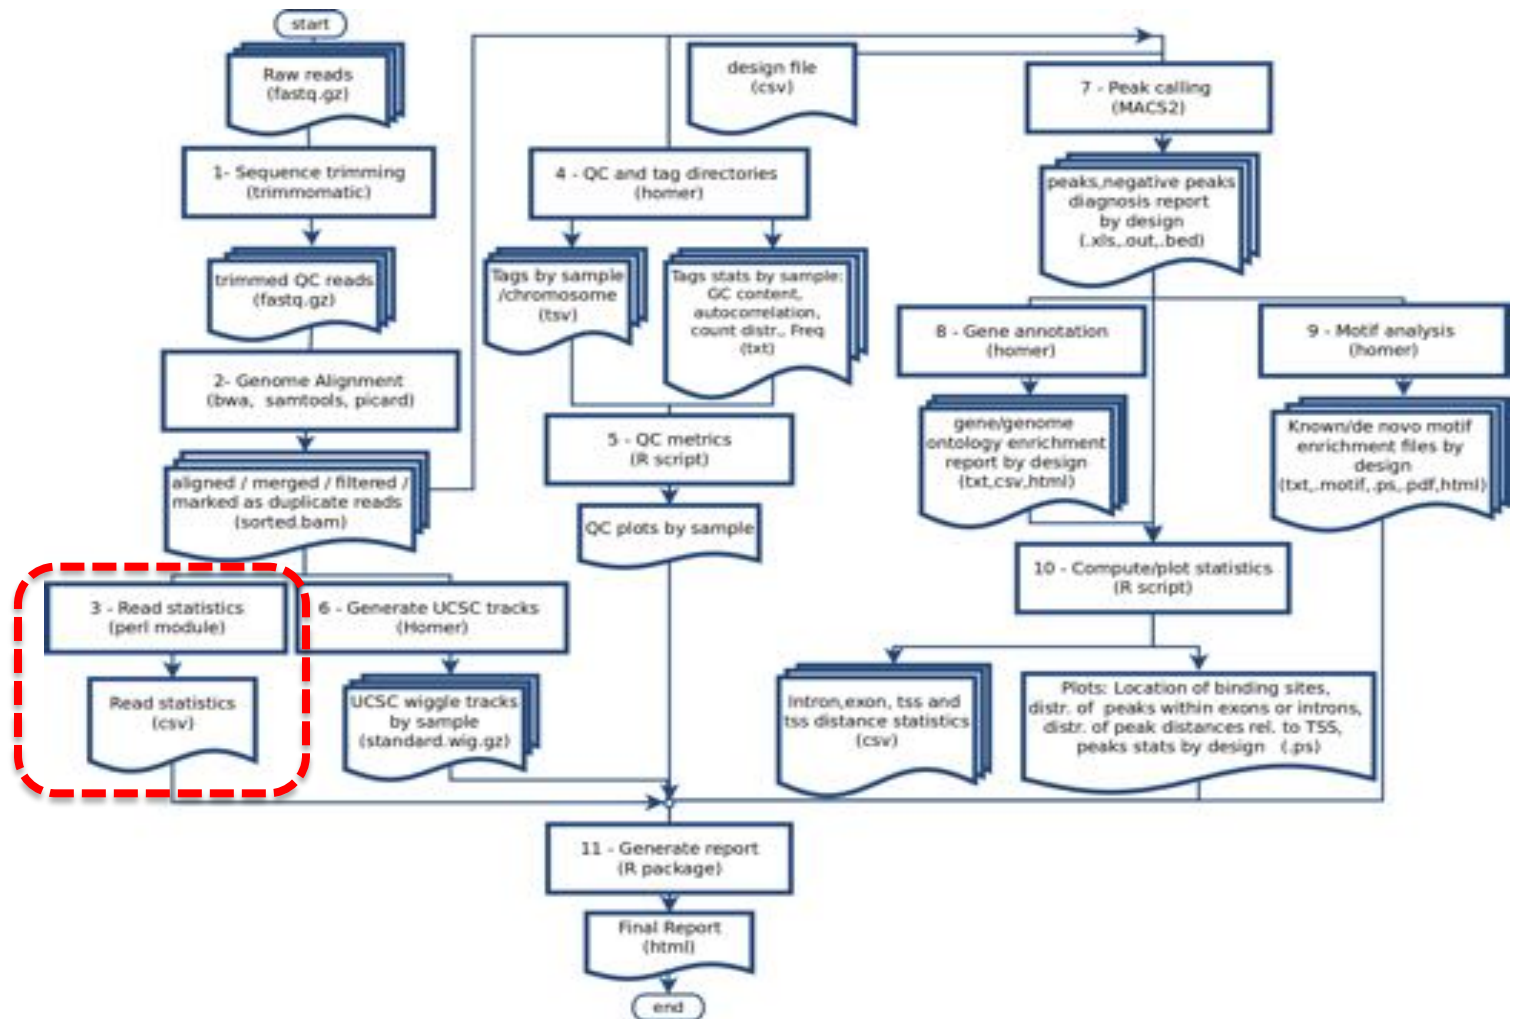 start
Raw reads
(fastq.gz)
1- Sequence trimming
(trimmomatic)
trimmed QC reads
(fastq.gz)
2- Genome Alignment
(bwa, samtools, picard)
aligned / merged / filtered /
marked as duplicate reads
(sorted.bam)
3 - Read statistics
(perl module)
Read statistics
(csv)
6 - Generate UCSC tracks
(Homer)
UCSC wiggle tracks
by sample
(standard.wig.gz)
design file
(csv)
4 - QC and tag directories
(homer)
Tags by sample
/chromosome
(tsv)
Tags stats by sample:
GC content,
autocorrelation,
count distr., Freq
(txt)
5 - QC metrics
(R script)
QC plots by sample
7 - Peak calling
(MACS2)
peaks,negative peaks
diagnosis report
by design
(.xls,.out,.bed)
8 - Gene annotation
(homer)
gene/genome
ontology enrichment
report by design
(txt,csv,html)
9 - Motif analysis
(homer)
Known/de novo motif
enrichment files by
design
(txt,.motif,.ps,.pdf,html)
10 - Compute/plot statistics
(R script)
Intron,exon, tss and
tss distance statistics
(csv)
Plots: Location of binding sites,
distr. of peaks within exons or introns,
distr. of peak distances rel. to TSS,
peaks stats by design (.ps)
11 - Generate report
(R package)
Final Report
(html)
end